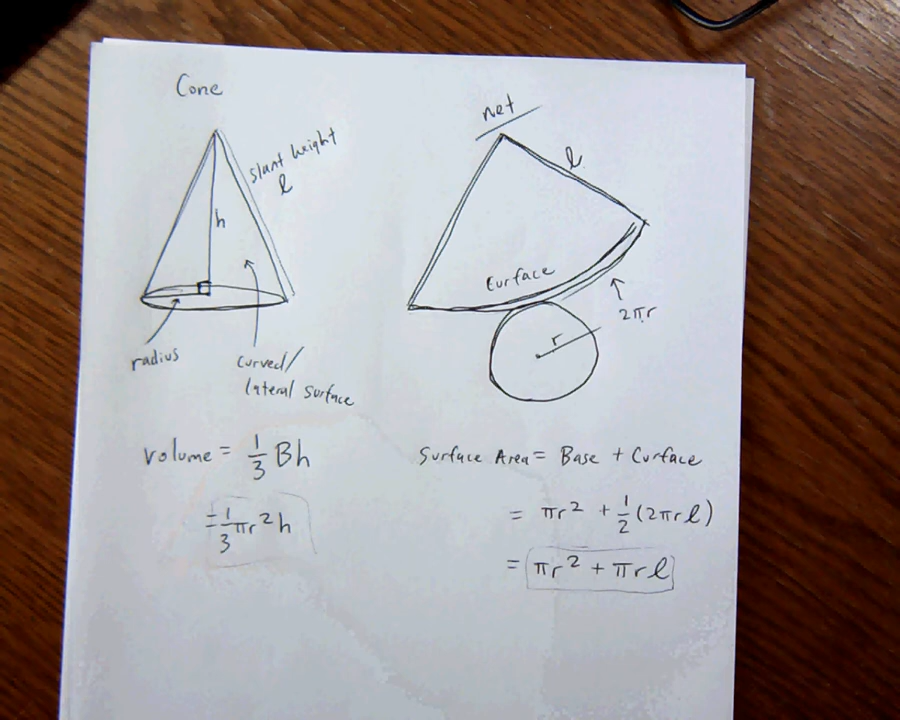 Cone
slant height
l
h
radius
curved/
lateral surface
volume = 1/3 Bh
= 1/3 πr²h
net
l
Curface
2πr
r
Surface Area = Base + Curface
= πr² + 1/2 (2πrl)
= πr² + πrl